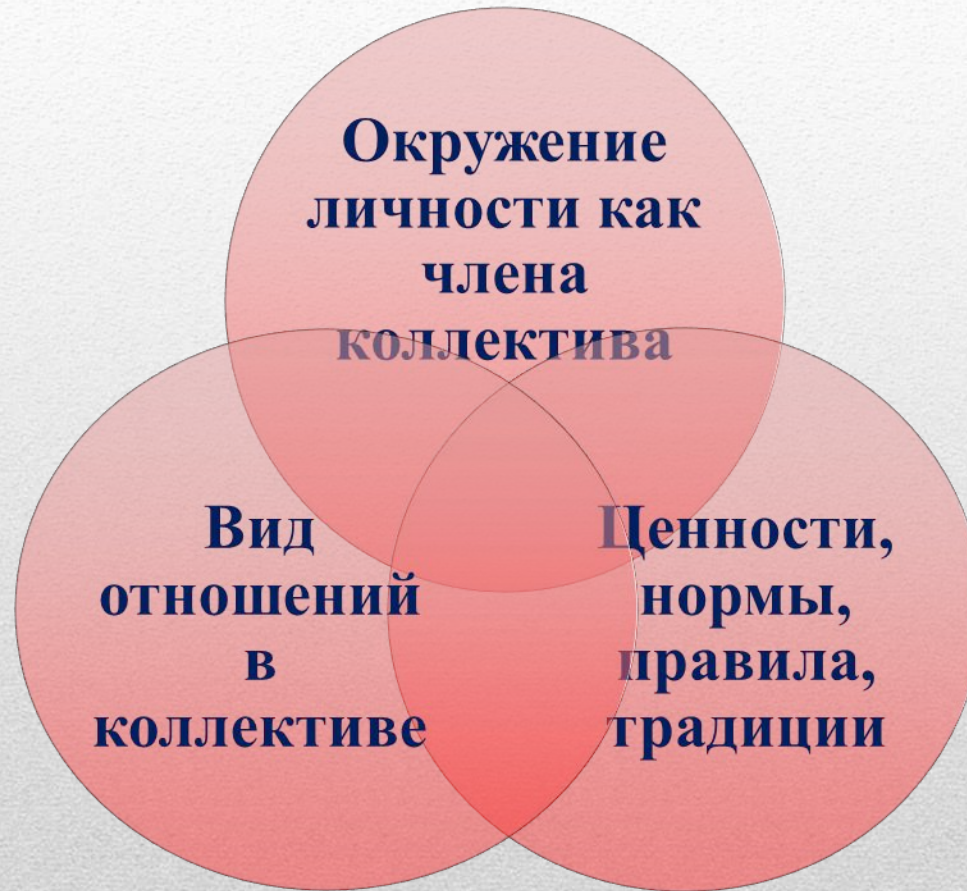 Окружение
личности как
члена
коллектива
Вид
отношений
в
коллективе
Ценности,
нормы,
правила,
традиции